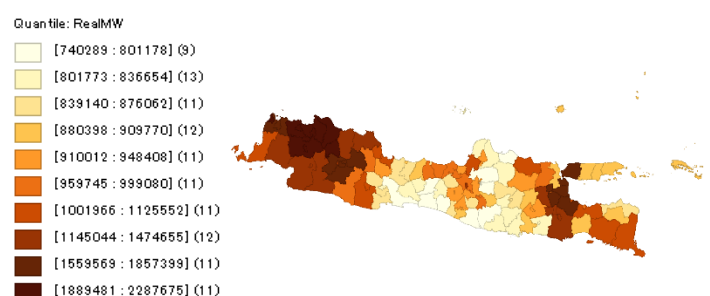 Quantile: RealMW
[740289 : 801178] (9)
[801773 : 836654] (13)
[839140 : 876062] (11)
[880398 : 909770] (12)
[910012 : 948408] (11)
[959745 : 999080] (11)
[1001966 : 1125552] (11)
[1145044 : 1474655] (12)
[1559569 : 1857399] (11)
[1889481 : 2287675] (11)